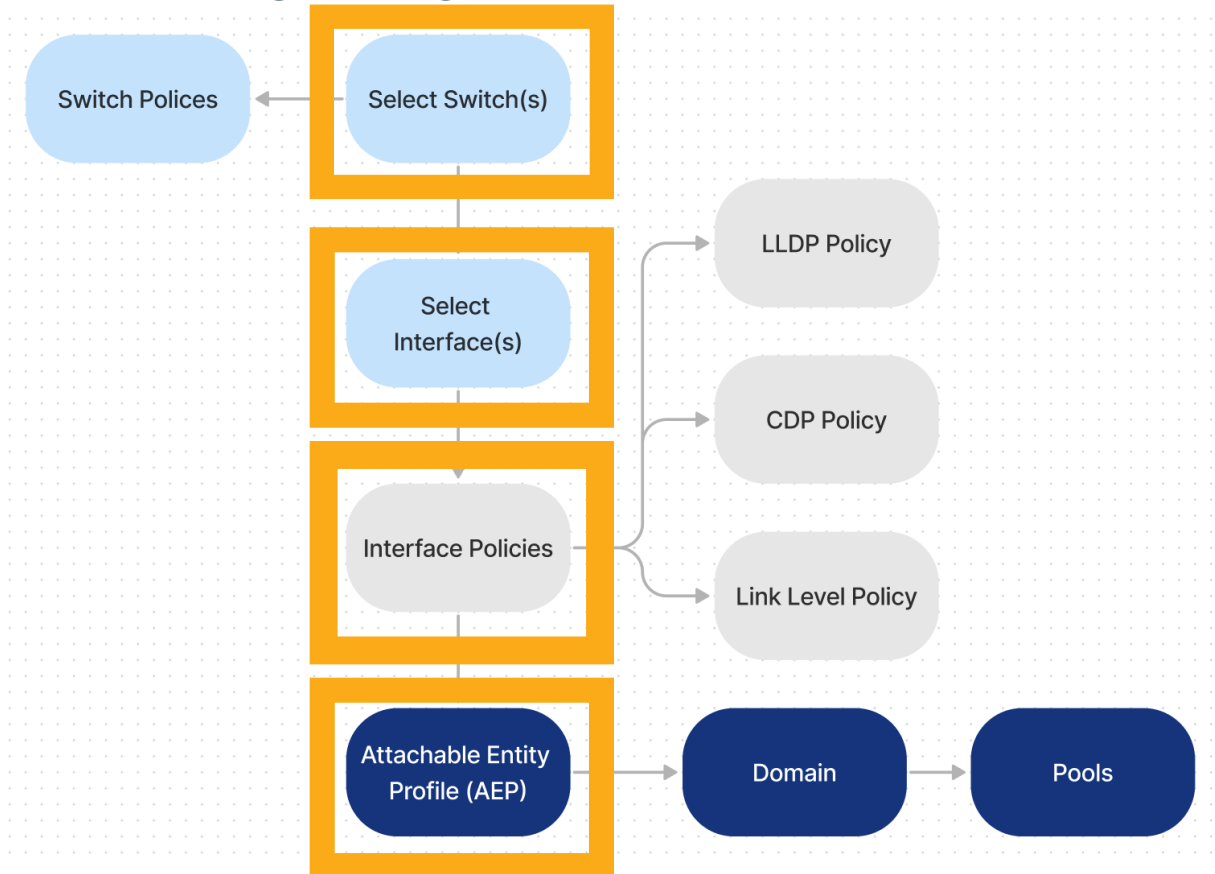 Switch Polices
Select Switch(s)
LLDP Policy
Select
Interface(s)
CDP Policy
Interface Policies
Link Level Policy
Attachable Entity
Profile (AEP)
Domain
Pools